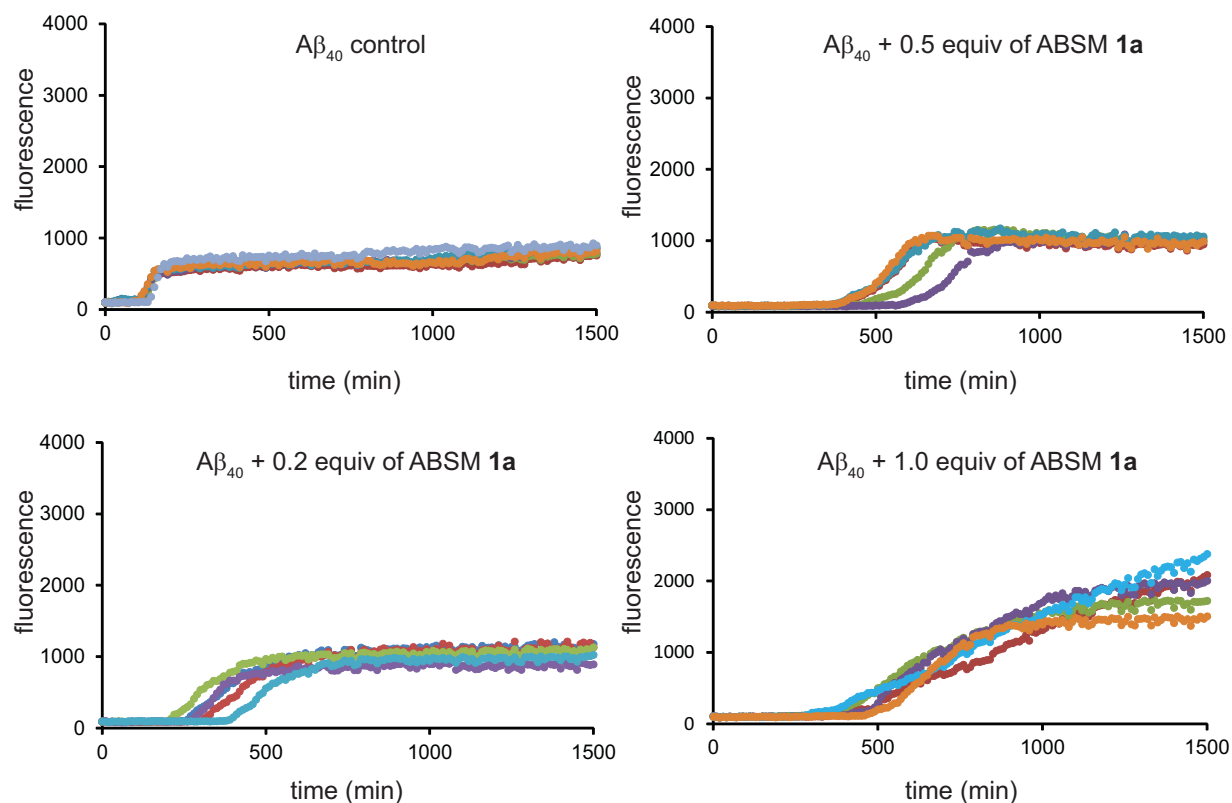 Aβ40 control
4000
3000
2000
1000
0
fluorescence
0 500 1000 1500
time (min)
Aβ40 + 0.5 equiv of ABSM 1a
4000
3000
2000
1000
0
fluorescence
0 500 1000 1500
time (min)
Aβ40 + 0.2 equiv of ABSM 1a
4000
3000
2000
1000
0
fluorescence
0 500 1000 1500
time (min)
Aβ40 + 1.0 equiv of ABSM 1a
4000
3000
2000
1000
0
fluorescence
0 500 1000 1500
time (min)